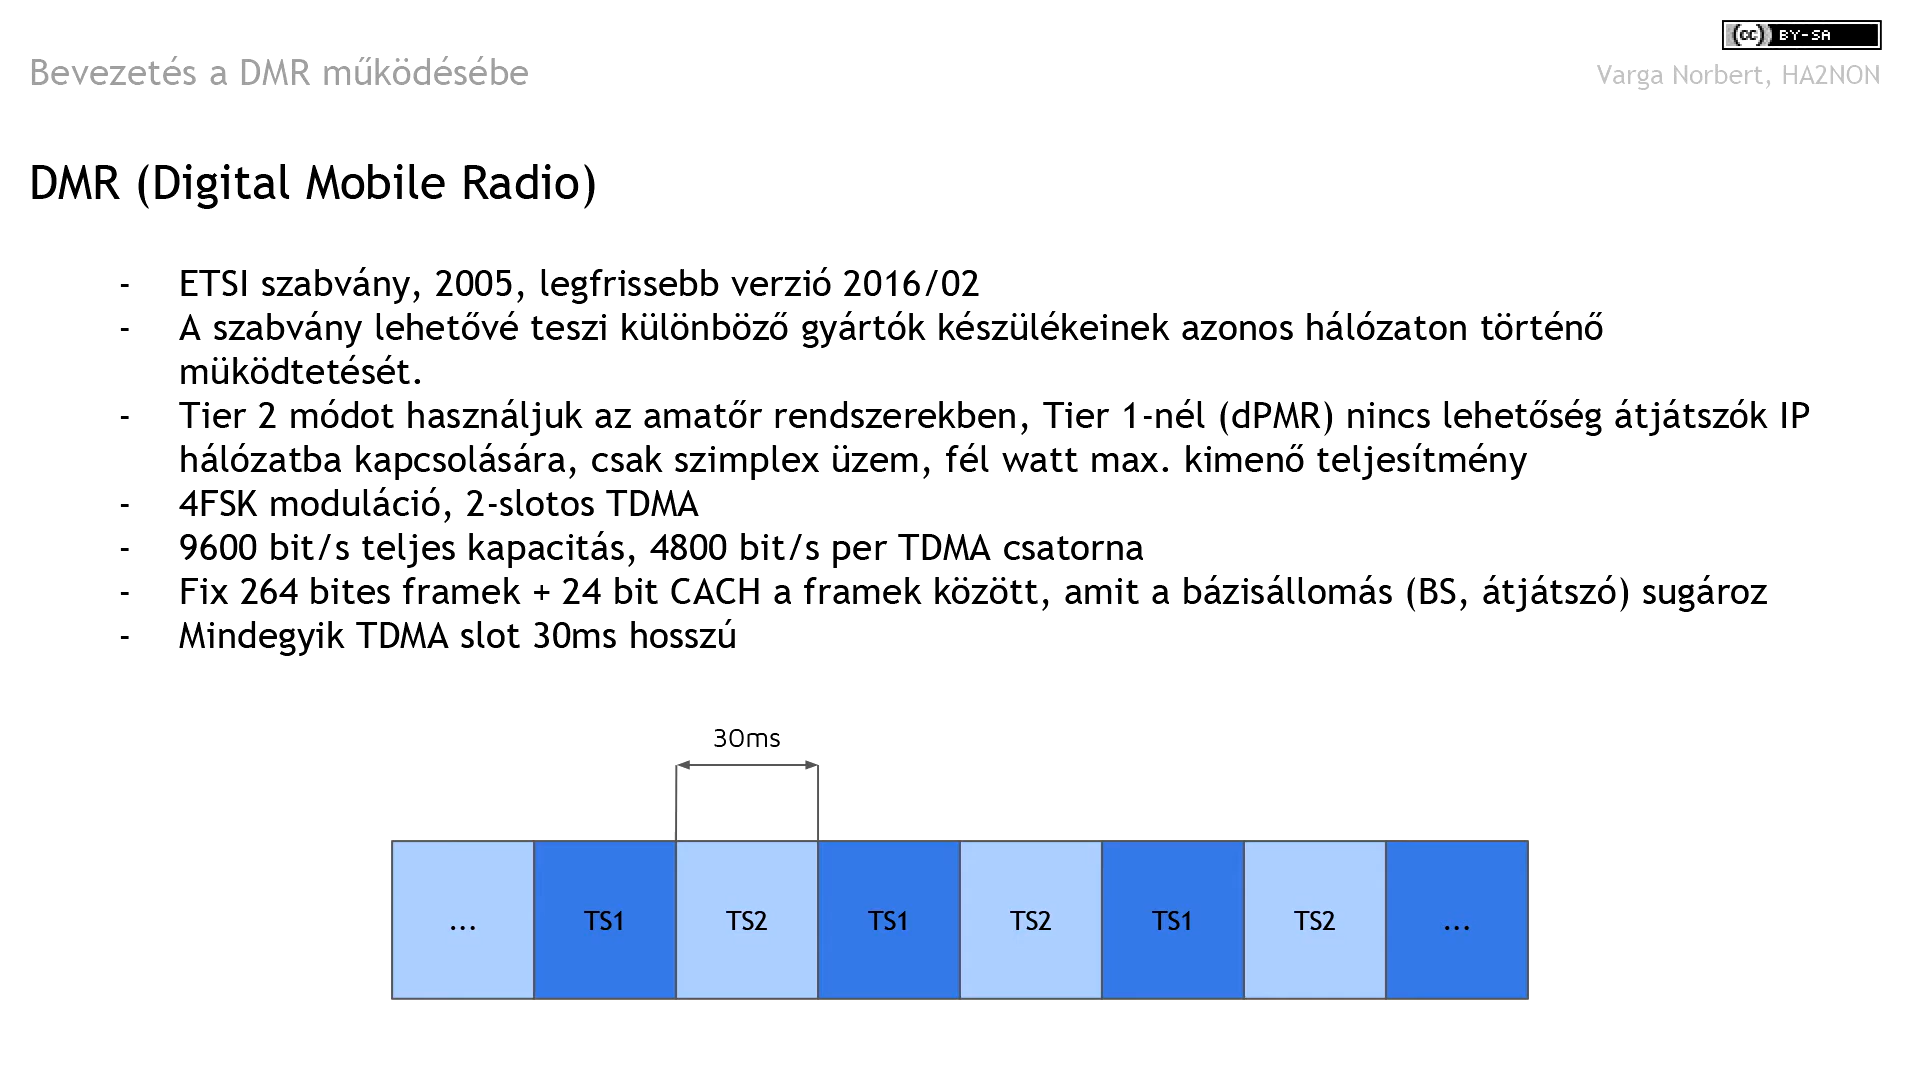 (cc) BY-SA
Bevezetés a DMR működésébe
Varga Norbert, HA2NON
DMR (Digital Mobile Radio)
- ETSI szabvány, 2005, legfrissebb verzió 2016/02
- A szabvány lehetővé teszi különböző gyártók készülékeinek azonos hálózaton történő
müködtetését.
- Tier 2 módot használjuk az amatőr rendszerekben, Tier 1-nél (dPMR) nincs lehetőség átjátszók IP
hálózatba kapcsolására, csak szimplex üzem, fél watt max. kimenő teljesítmény
- 4FSK moduláció, 2-slotos TDMA
- 9600 bit/s teljes kapacitás, 4800 bit/s per TDMA csatorna
- Fix 264 bites framek + 24 bit CACH a framek között, amit a bázisállomás (BS, átjátszó) sugároz
- Mindegyik TDMA slot 30ms hosszú
30ms
... TS1 TS2 TS1 TS2 TS1 TS2 ...